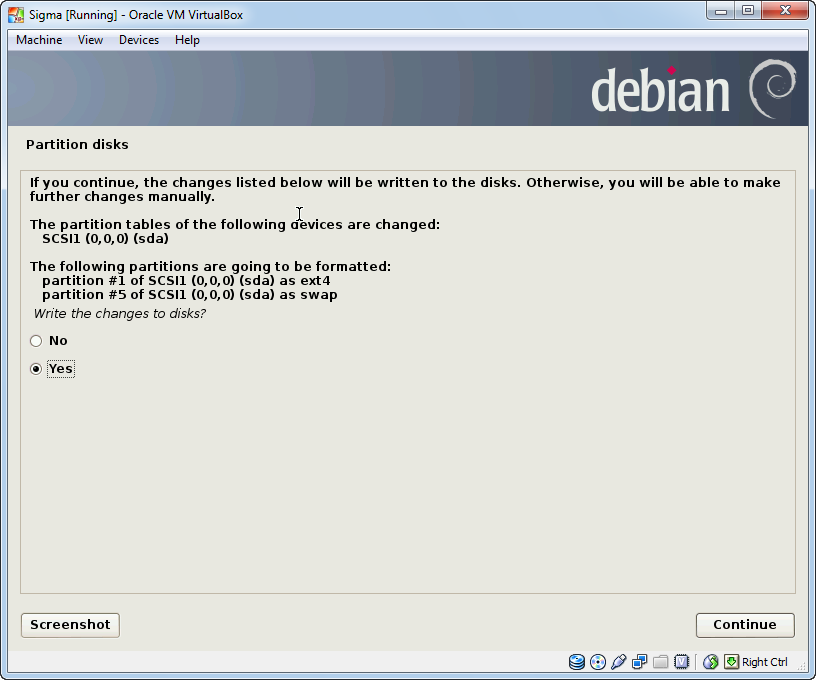 Sigma [Running] - Oracle VM VirtualBox
Machine View Devices Help
debian
Partition disks
If you continue, the changes listed below will be written to the disks. Otherwise, you will be able to make
further changes manually.
The partition tables of the following devices are changed:
SCSI1 (0,0,0) (sda)
The following partitions are going to be formatted:
partition #1 of SCSI1 (0,0,0) (sda) as ext4
partition #5 of SCSI1 (0,0,0) (sda) as swap
Write the changes to disks?
No
Yes
Screenshot Continue
Right Ctrl